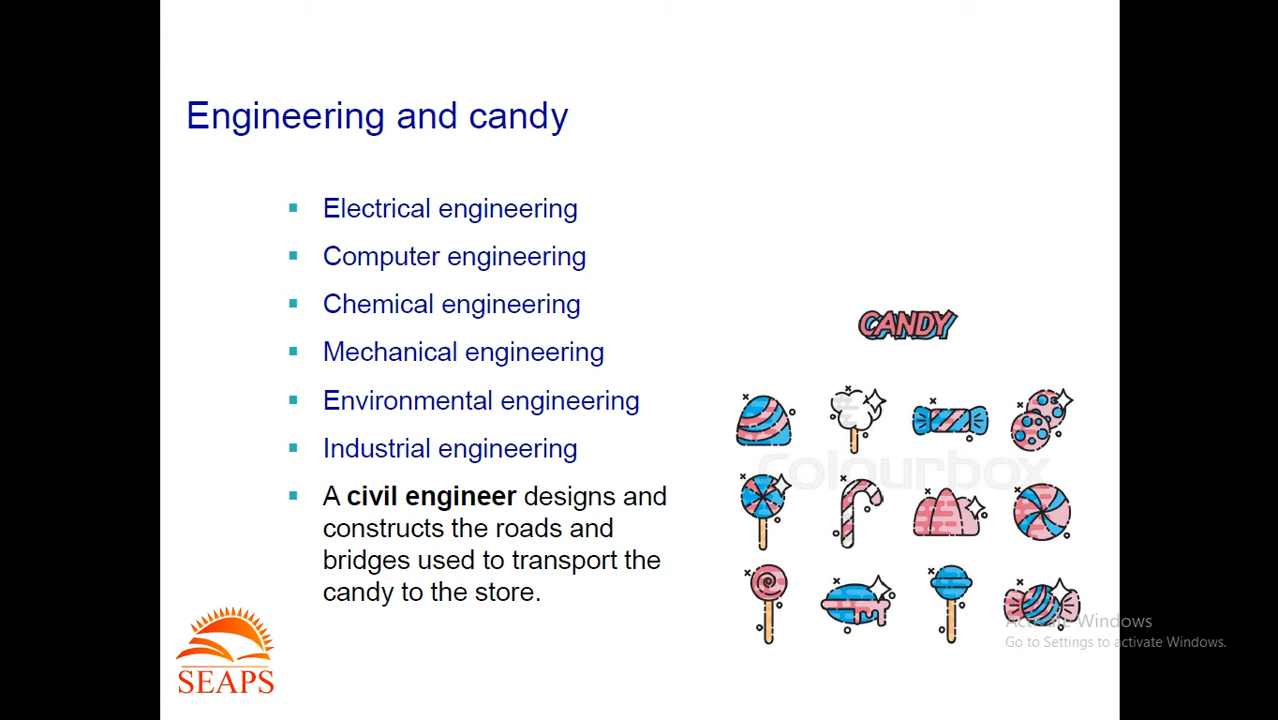 Engineering and candy
Electrical engineering
Computer engineering
Chemical engineering
Mechanical engineering
Environmental engineering
Industrial engineering
A civil engineer designs and
constructs the roads and
bridges used to transport the
candy to the store.
CANDY
Colourbox
Activate Windows
Go to Settings to activate Windows.
SEAPS